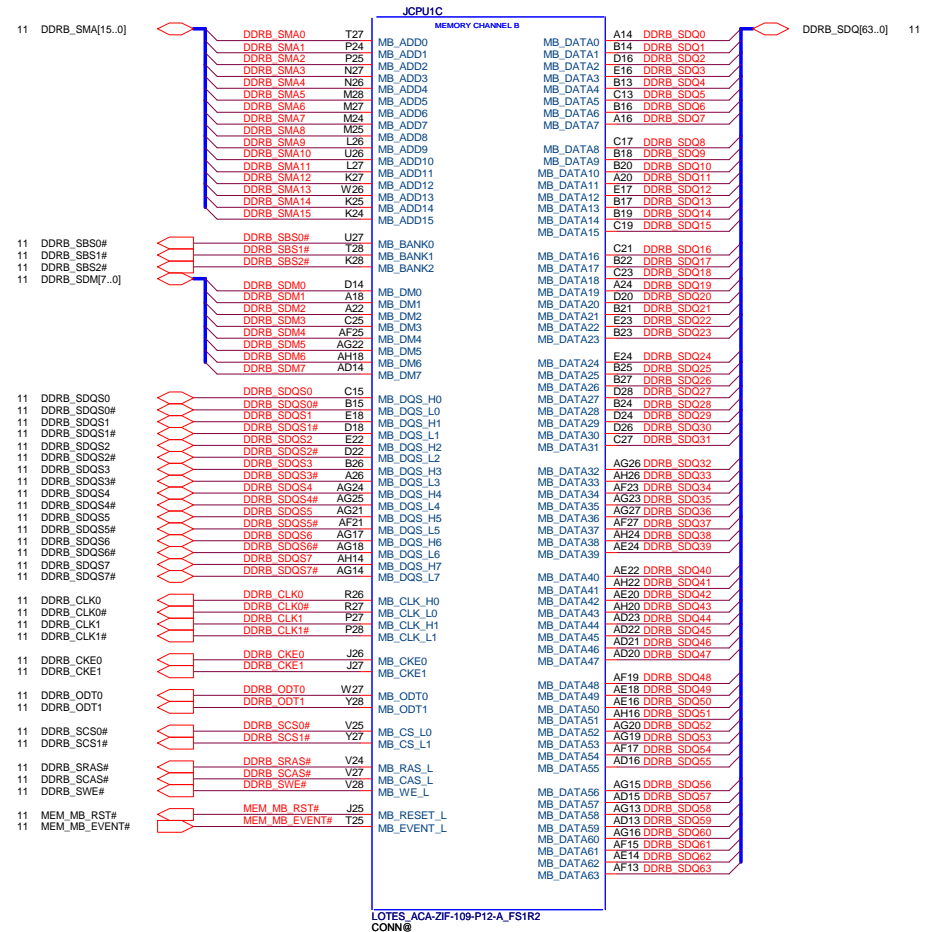 JCPU1C
MEMORY CHANNEL B
11 DDRB_SMA[15..0]
DDRB_SDQ[63..0] 11
DDRB_SMA0 T27 MB_ADD0
DDRB_SMA1 P24 MB_ADD1
DDRB_SMA2 P25 MB_ADD2
DDRB_SMA3 N27 MB_ADD3
DDRB_SMA4 N26 MB_ADD4
DDRB_SMA5 M28 MB_ADD5
DDRB_SMA6 M27 MB_ADD6
DDRB_SMA7 M24 MB_ADD7
DDRB_SMA8 M25 MB_ADD8
DDRB_SMA9 L26 MB_ADD9
DDRB_SMA10 U26 MB_ADD10
DDRB_SMA11 L27 MB_ADD11
DDRB_SMA12 K27 MB_ADD12
DDRB_SMA13 W26 MB_ADD13
DDRB_SMA14 K25 MB_ADD14
DDRB_SMA15 K24 MB_ADD15
11 DDRB_SBS0# DDRB_SBS0# U27 MB_BANK0
11 DDRB_SBS1# DDRB_SBS1# T28 MB_BANK1
11 DDRB_SBS2# DDRB_SBS2# K28 MB_BANK2
11 DDRB_SDM[7..0]
DDRB_SDM0 D14 MB_DM0
DDRB_SDM1 A18 MB_DM1
DDRB_SDM2 A22 MB_DM2
DDRB_SDM3 C25 MB_DM3
DDRB_SDM4 AF25 MB_DM4
DDRB_SDM5 AG22 MB_DM5
DDRB_SDM6 AH18 MB_DM6
DDRB_SDM7 AD14 MB_DM7
11 DDRB_SDQS0 DDRB_SDQS0 C15 MB_DQS_H0
11 DDRB_SDQS0# DDRB_SDQS0# B15 MB_DQS_L0
11 DDRB_SDQS1 DDRB_SDQS1 E18 MB_DQS_H1
11 DDRB_SDQS1# DDRB_SDQS1# D18 MB_DQS_L1
11 DDRB_SDQS2 DDRB_SDQS2 E22 MB_DQS_H2
11 DDRB_SDQS2# DDRB_SDQS2# D22 MB_DQS_L2
11 DDRB_SDQS3 DDRB_SDQS3 B26 MB_DQS_H3
11 DDRB_SDQS3# DDRB_SDQS3# A26 MB_DQS_L3
11 DDRB_SDQS4 DDRB_SDQS4 AG24 MB_DQS_H4
11 DDRB_SDQS4# DDRB_SDQS4# AG25 MB_DQS_L4
11 DDRB_SDQS5 DDRB_SDQS5 AG21 MB_DQS_H5
11 DDRB_SDQS5# DDRB_SDQS5# AF21 MB_DQS_L5
11 DDRB_SDQS6 DDRB_SDQS6 AG17 MB_DQS_H6
11 DDRB_SDQS6# DDRB_SDQS6# AG18 MB_DQS_L6
11 DDRB_SDQS7 DDRB_SDQS7 AH14 MB_DQS_H7
11 DDRB_SDQS7# DDRB_SDQS7# AG14 MB_DQS_L7
11 DDRB_CLK0 DDRB_CLK0 R26 MB_CLK_H0
11 DDRB_CLK0# DDRB_CLK0# R27 MB_CLK_L0
11 DDRB_CLK1 DDRB_CLK1 P27 MB_CLK_H1
11 DDRB_CLK1# DDRB_CLK1# P28 MB_CLK_L1
11 DDRB_CKE0 DDRB_CKE0 J26 MB_CKE0
11 DDRB_CKE1 DDRB_CKE1 J27 MB_CKE1
11 DDRB_ODT0 DDRB_ODT0 W27 MB_ODT0
11 DDRB_ODT1 DDRB_ODT1 Y28 MB_ODT1
11 DDRB_SCS0# DDRB_SCS0# V25 MB_CS_L0
11 DDRB_SCS1# DDRB_SCS1# Y27 MB_CS_L1
11 DDRB_SRAS# DDRB_SRAS# V24 MB_RAS_L
11 DDRB_SCAS# DDRB_SCAS# V27 MB_CAS_L
11 DDRB_SWE# DDRB_SWE# V28 MB_WE_L
11 MEM_MB_RST# MEM_MB_RST# J25 MB_RESET_L
11 MEM_MB_EVENT# MEM_MB_EVENT# T25 MB_EVENT_L
MB_DATA0 A14 DDRB_SDQ0
MB_DATA1 B14 DDRB_SDQ1
MB_DATA2 D16 DDRB_SDQ2
MB_DATA3 E16 DDRB_SDQ3
MB_DATA4 B13 DDRB_SDQ4
MB_DATA5 C13 DDRB_SDQ5
MB_DATA6 B16 DDRB_SDQ6
MB_DATA7 A16 DDRB_SDQ7
MB_DATA8 C17 DDRB_SDQ8
MB_DATA9 B18 DDRB_SDQ9
MB_DATA10 B20 DDRB_SDQ10
MB_DATA11 A20 DDRB_SDQ11
MB_DATA12 E17 DDRB_SDQ12
MB_DATA13 B17 DDRB_SDQ13
MB_DATA14 B19 DDRB_SDQ14
MB_DATA15 C19 DDRB_SDQ15
MB_DATA16 C21 DDRB_SDQ16
MB_DATA17 B22 DDRB_SDQ17
MB_DATA18 C23 DDRB_SDQ18
MB_DATA19 A24 DDRB_SDQ19
MB_DATA20 D20 DDRB_SDQ20
MB_DATA21 B21 DDRB_SDQ21
MB_DATA22 E23 DDRB_SDQ22
MB_DATA23 B23 DDRB_SDQ23
MB_DATA24 E24 DDRB_SDQ24
MB_DATA25 B25 DDRB_SDQ25
MB_DATA26 B27 DDRB_SDQ26
MB_DATA27 D28 DDRB_SDQ27
MB_DATA28 B24 DDRB_SDQ28
MB_DATA29 D24 DDRB_SDQ29
MB_DATA30 D26 DDRB_SDQ30
MB_DATA31 C27 DDRB_SDQ31
MB_DATA32 AG26 DDRB_SDQ32
MB_DATA33 AH26 DDRB_SDQ33
MB_DATA34 AF23 DDRB_SDQ34
MB_DATA35 AG23 DDRB_SDQ35
MB_DATA36 AG27 DDRB_SDQ36
MB_DATA37 AF27 DDRB_SDQ37
MB_DATA38 AH24 DDRB_SDQ38
MB_DATA39 AE24 DDRB_SDQ39
MB_DATA40 AE22 DDRB_SDQ40
MB_DATA41 AH22 DDRB_SDQ41
MB_DATA42 AE20 DDRB_SDQ42
MB_DATA43 AH20 DDRB_SDQ43
MB_DATA44 AD23 DDRB_SDQ44
MB_DATA45 AD22 DDRB_SDQ45
MB_DATA46 AD21 DDRB_SDQ46
MB_DATA47 AD20 DDRB_SDQ47
MB_DATA48 AF19 DDRB_SDQ48
MB_DATA49 AE18 DDRB_SDQ49
MB_DATA50 AE16 DDRB_SDQ50
MB_DATA51 AH16 DDRB_SDQ51
MB_DATA52 AG20 DDRB_SDQ52
MB_DATA53 AG19 DDRB_SDQ53
MB_DATA54 AF17 DDRB_SDQ54
MB_DATA55 AD16 DDRB_SDQ55
MB_DATA56 AG15 DDRB_SDQ56
MB_DATA57 AD15 DDRB_SDQ57
MB_DATA58 AG13 DDRB_SDQ58
MB_DATA59 AD13 DDRB_SDQ59
MB_DATA60 AG16 DDRB_SDQ60
MB_DATA61 AF15 DDRB_SDQ61
MB_DATA62 AE14 DDRB_SDQ62
MB_DATA63 AF13 DDRB_SDQ63
LOTES_ACA-ZIF-109-P12-A_FS1R2
CONN@